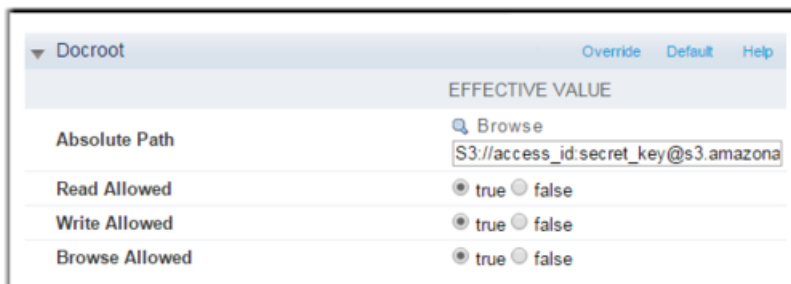 Docroot Override Default Help
EFFECTIVE VALUE
Browse
Absolute Path
S3://access_id:secret_key@s3.amazona
Read Allowed true false
Write Allowed true false
Browse Allowed true false